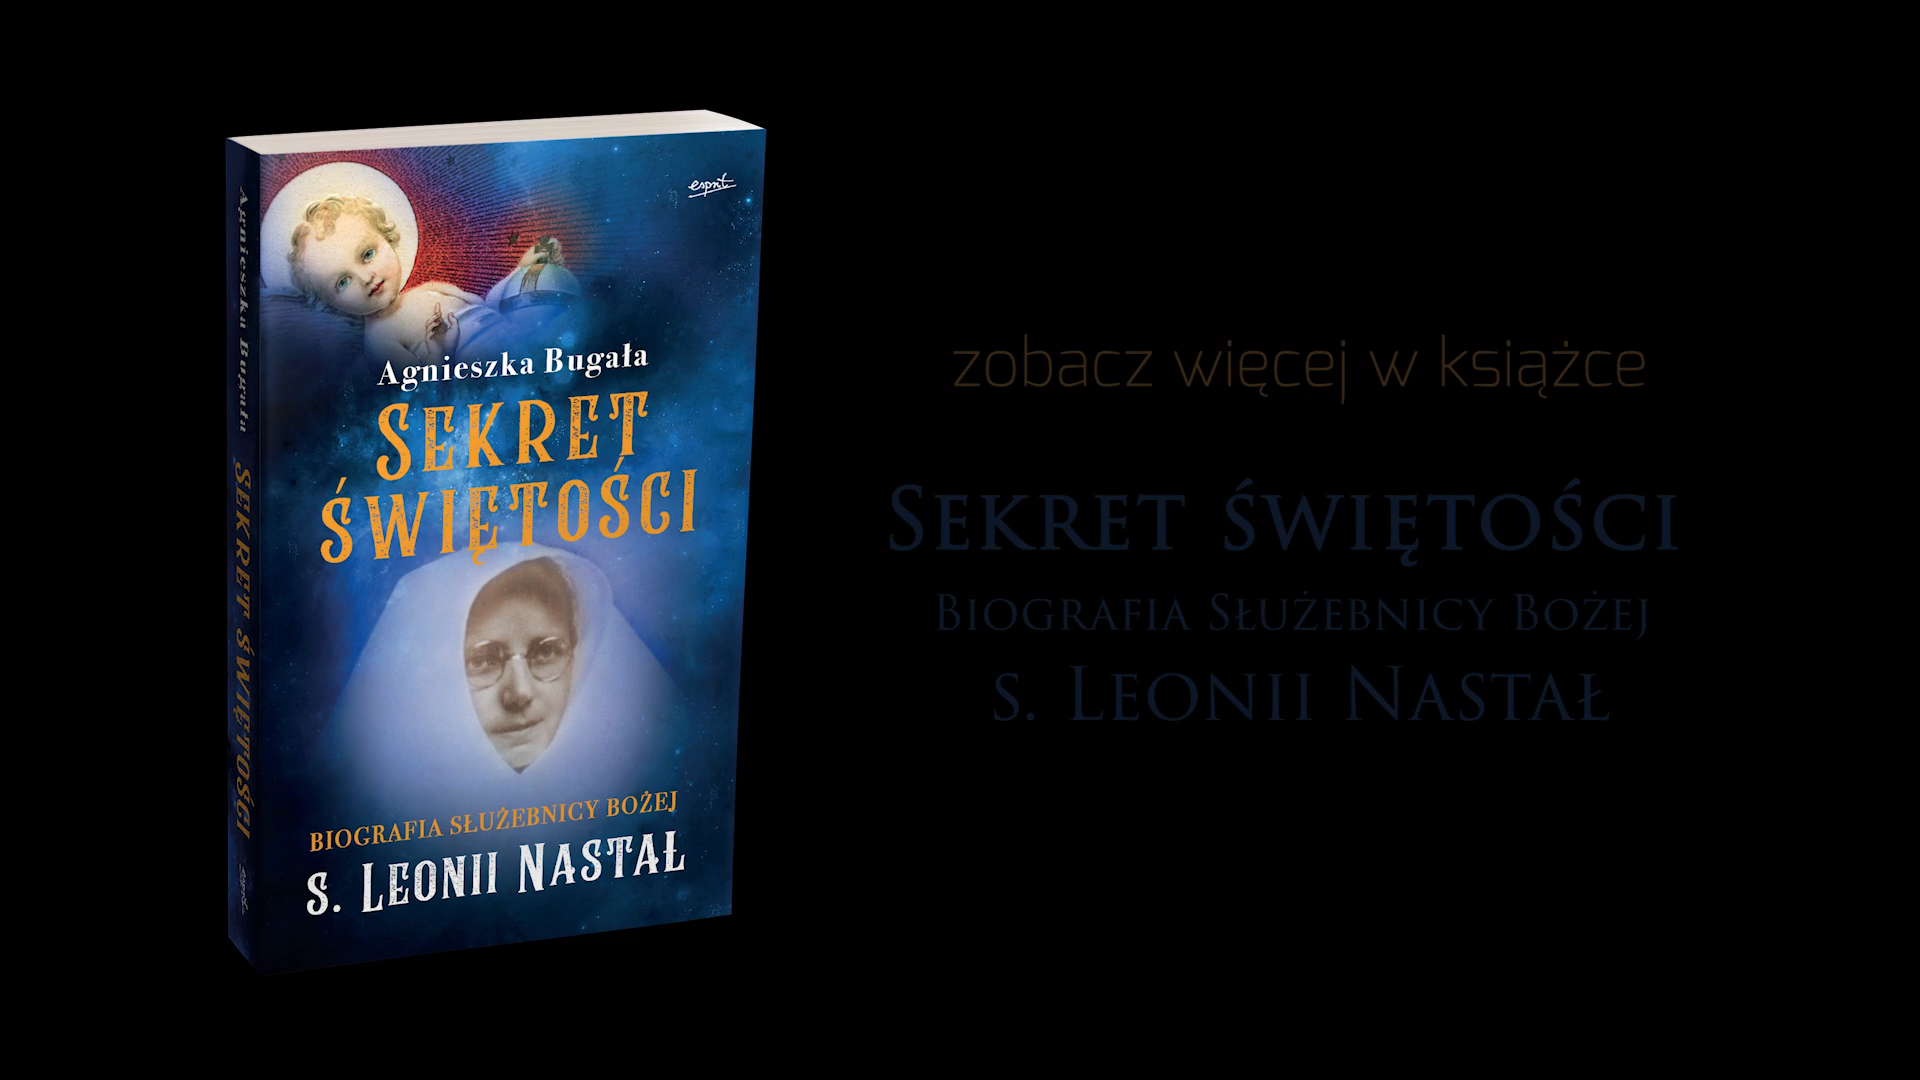 esprit
Agnieszka Bugała
Sekret
świętości
BIOGRAFIA SŁUŻEBNICY BOŻEJ
s. Leonii Nastał
Agnieszka Bugała Sekret świętości
esprit
zobacz więcej w książce
Sekret świętości
Biografia Służebnicy Bożej
s. Leonii Nastał